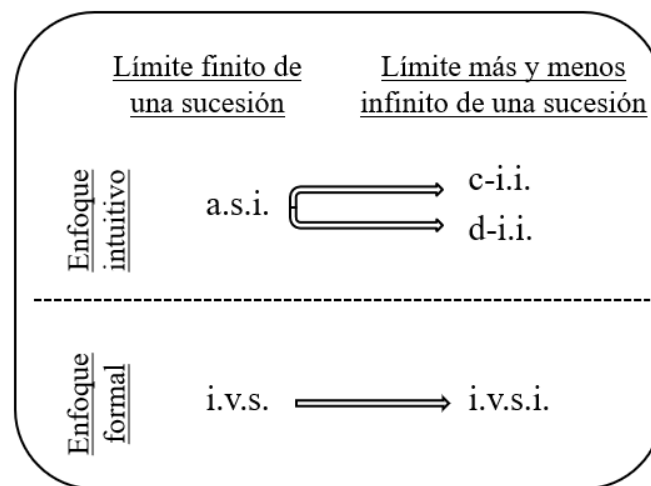 Límite finito de
una sucesión
Límite más y menos
infinito de una sucesión
Enfoque
intuitivo
a.s.i.
c-i.i.
d-i.i.
Enfoque
formal
i.v.s.
i.v.s.i.